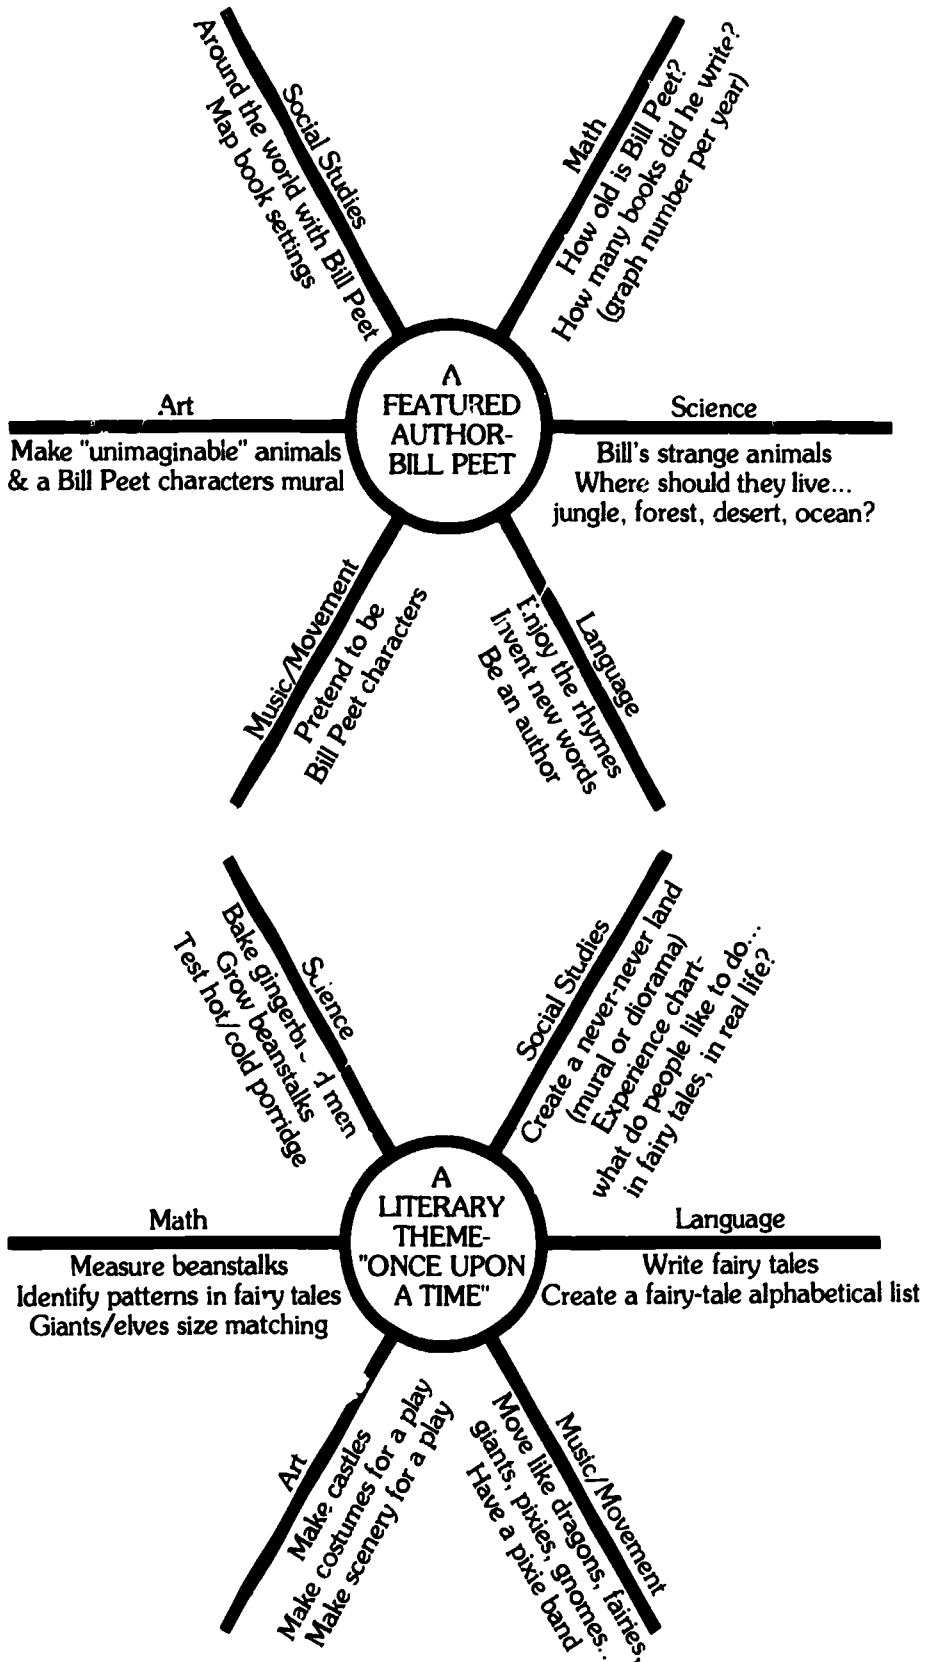 Social Studies
Around the world with Bill Peet
Map book settings
Math
How old is Bill Peet?
How many books did he write?
(graph number per year)
A
FEATURED
AUTHOR-
BILL PEET
Art
Make "unimaginable" animals
& a Bill Peet characters mural
Science
Bill's strange animals
Where should they live...
jungle, forest, desert, ocean?
Music/Movement
Pretend to be
Bill Peet characters
Language
Enjoy the rhymes
Invent new words
Be an author
Science
Bake gingerbread men
Grow beanstalks
Test hot/cold porridge
Social Studies
Create a never-never land
(mural or diorama)
Experience chart-
what do people like to do...
in fairy tales, in real life?
A
LITERARY
THEME-
"ONCE UPON
A TIME"
Math
Measure beanstalks
Identify patterns in fairy tales
Giants/elves size matching
Language
Write fairy tales
Create a fairy-tale alphabetical list
Art
Make castles
Make costumes for a play
Make scenery for a play
Music/Movement
Move like dragons, fairies,
giants, pixies, gnomes...
Have a pixie band